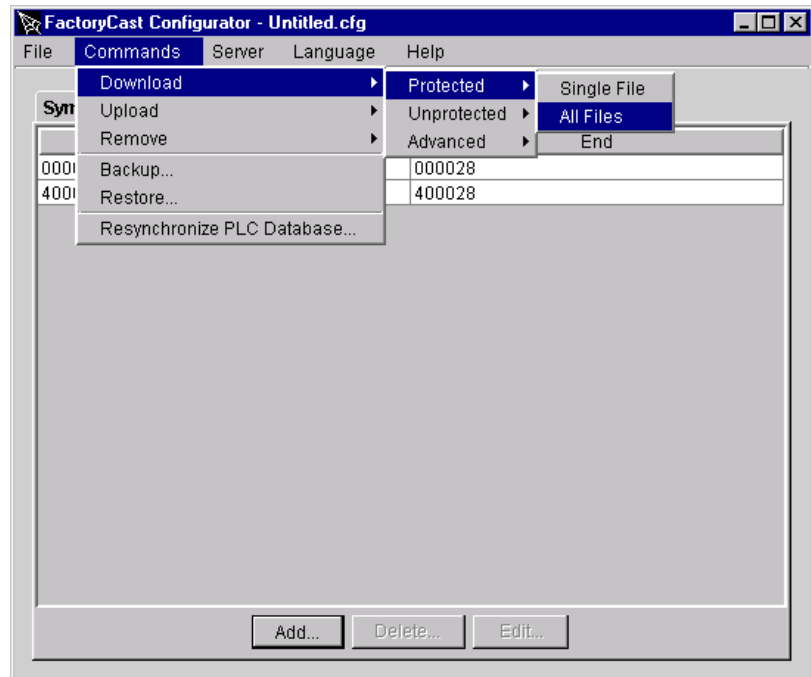 FactoryCast Configurator - Untitled.cfg
File Commands Server Language Help
Download Protected Single File
Upload Unprotected All Files
Remove Advanced End
Backup... 000028
Restore... 400028
Resynchronize PLC Database...
Add... Delete... Edit...